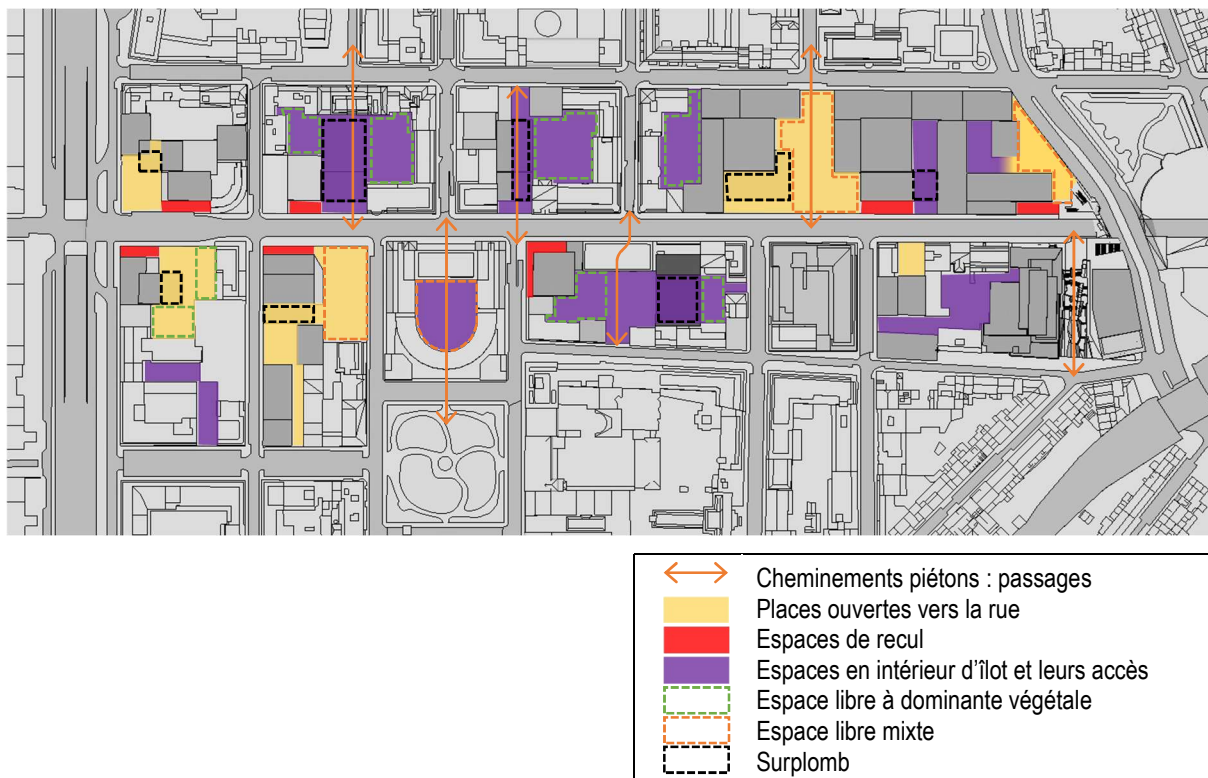 Cheminements piétons : passages
Places ouvertes vers la rue
Espaces de recul
Espaces en intérieur d’îlot et leurs accès
Espace libre à dominante végétale
Espace libre mixte
Surplomb